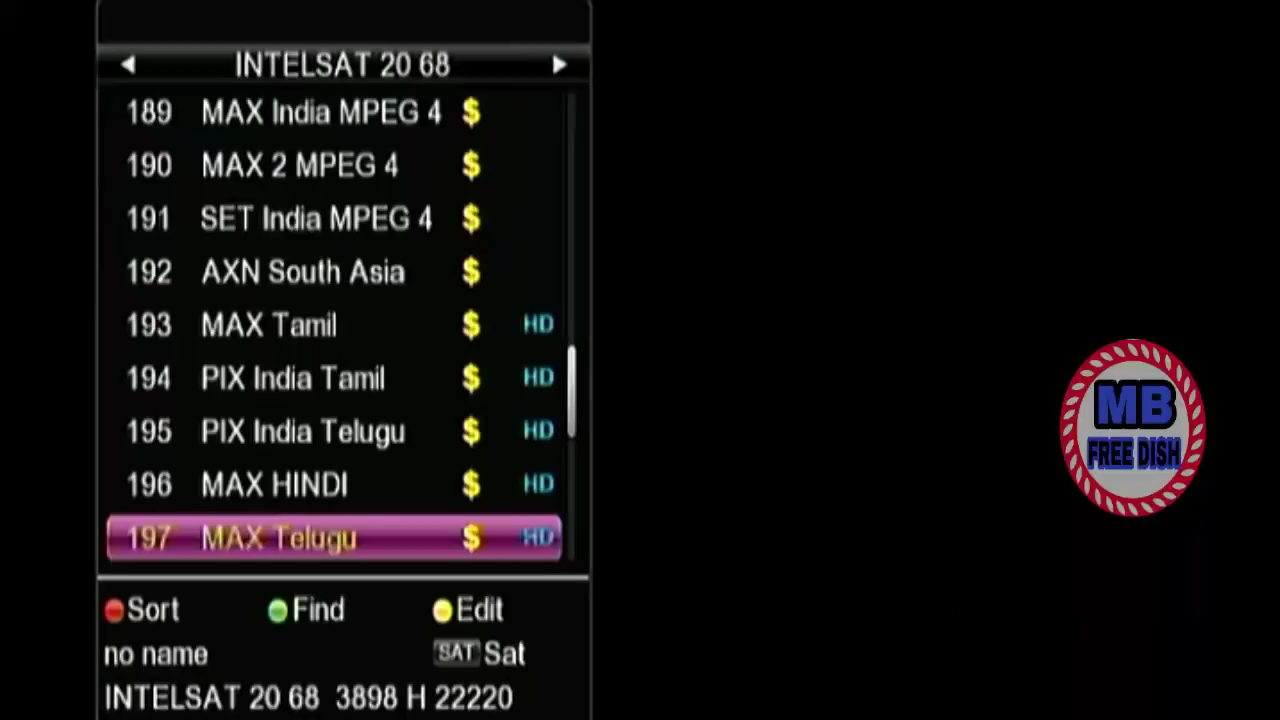 INTELSAT 20 68
189 MAX India MPEG 4 $
190 MAX 2 MPEG 4 $
191 SET India MPEG 4 $
192 AXN South Asia $
193 MAX Tamil $ HD
194 PIX India Tamil $ HD
195 PIX India Telugu $ HD
196 MAX HINDI $ HD
197 MAX Telugu $ HD
Sort Find Edit
no name SAT Sat
INTELSAT 20 68 3898 H 22220
MB
FREE DISH